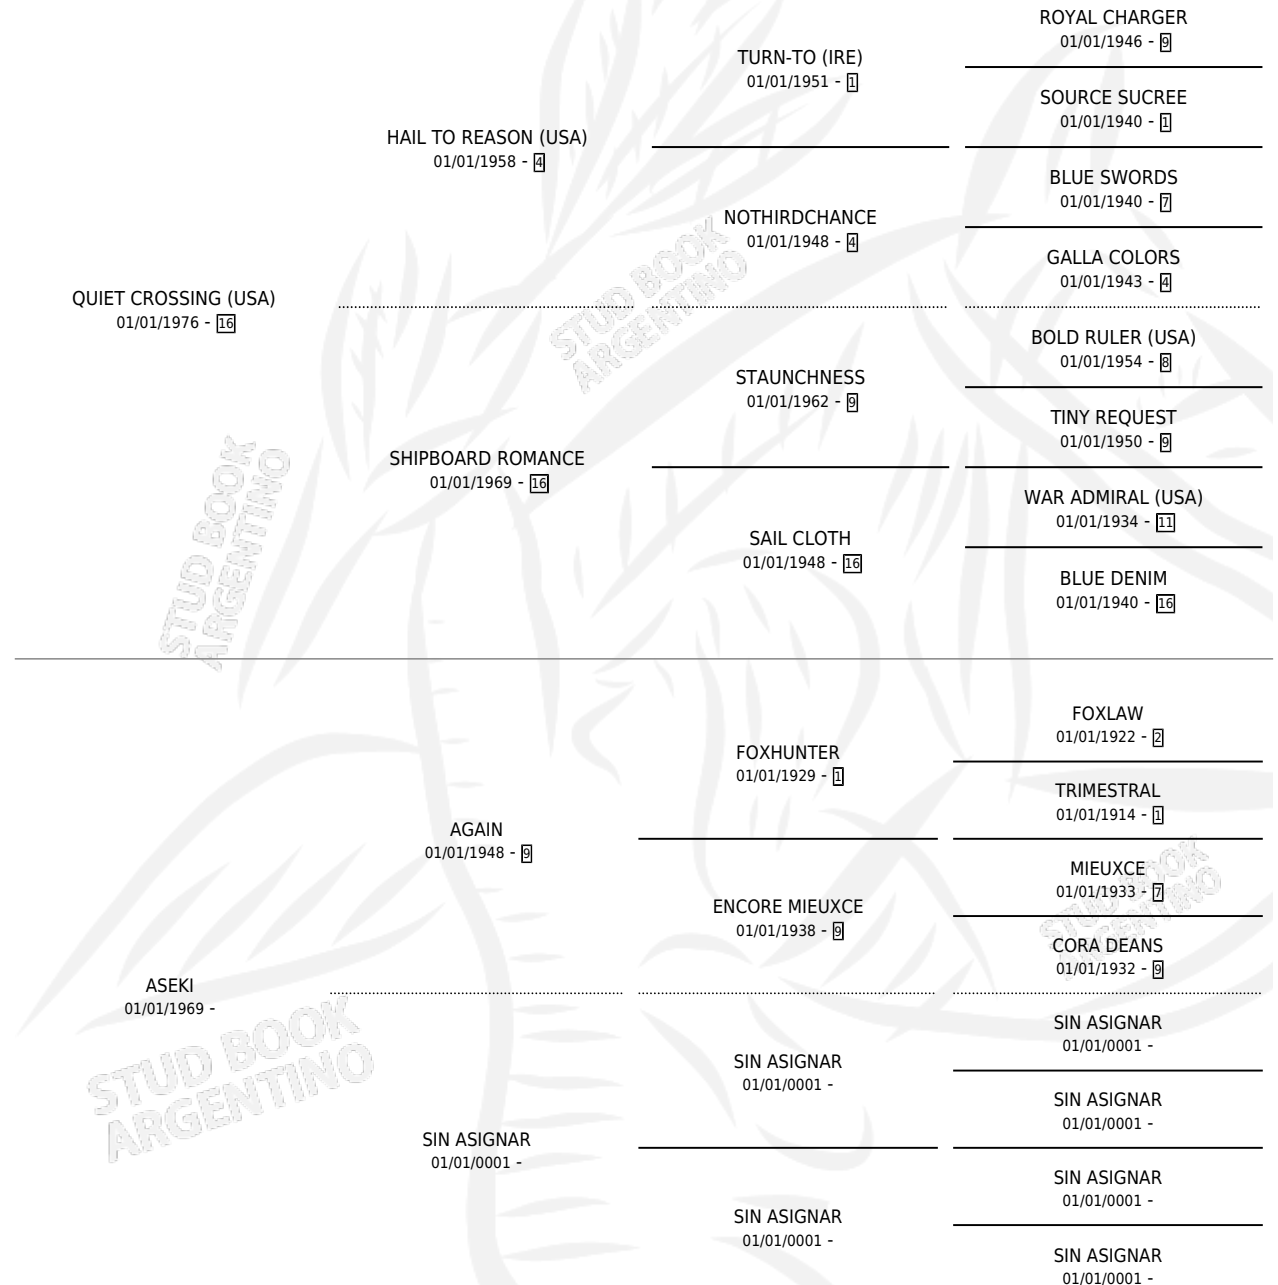 ROYAL CHARGER
01/01/1946 - 9
TURN-TO (IRE)
01/01/1951 - 1
SOURCE SUCREE
01/01/1940 - 1
HAIL TO REASON (USA)
01/01/1958 - 4
BLUE SWORDS
01/01/1940 - 7
NOTHIRDCHANCE
01/01/1948 - 4
GALLA COLORS
01/01/1943 - 4
QUIET CROSSING (USA)
01/01/1976 - 16
STUD BOOK
ARGENTINO
BOLD RULER (USA)
01/01/1954 - 8
STAUNCHNESS
01/01/1962 - 9
TINY REQUEST
01/01/1950 - 9
SHIPBOARD ROMANCE
01/01/1969 - 16
WAR ADMIRAL (USA)
01/01/1934 - 11
SAIL CLOTH
01/01/1948 - 16
BLUE DENIM
01/01/1940 - 16
STUD BOOK
ARGENTINO
FOXLAW
01/01/1922 - 2
FOXHUNTER
01/01/1929 - 1
TRIMESTRAL
01/01/1914 - 1
AGAIN
01/01/1948 - 9
MIEUXCE
01/01/1933 - 7
ENCORE MIEUXCE
01/01/1938 - 9
STUD BOOK
ARGENTINO
CORA DEANS
01/01/1932 - 9
ASEKI
01/01/1969 -
SIN ASIGNAR
01/01/0001 -
SIN ASIGNAR
01/01/0001 -
STUD BOOK
ARGENTINO
SIN ASIGNAR
01/01/0001 -
SIN ASIGNAR
01/01/0001 -
SIN ASIGNAR
01/01/0001 -
SIN ASIGNAR
01/01/0001 -
SIN ASIGNAR
01/01/0001 -